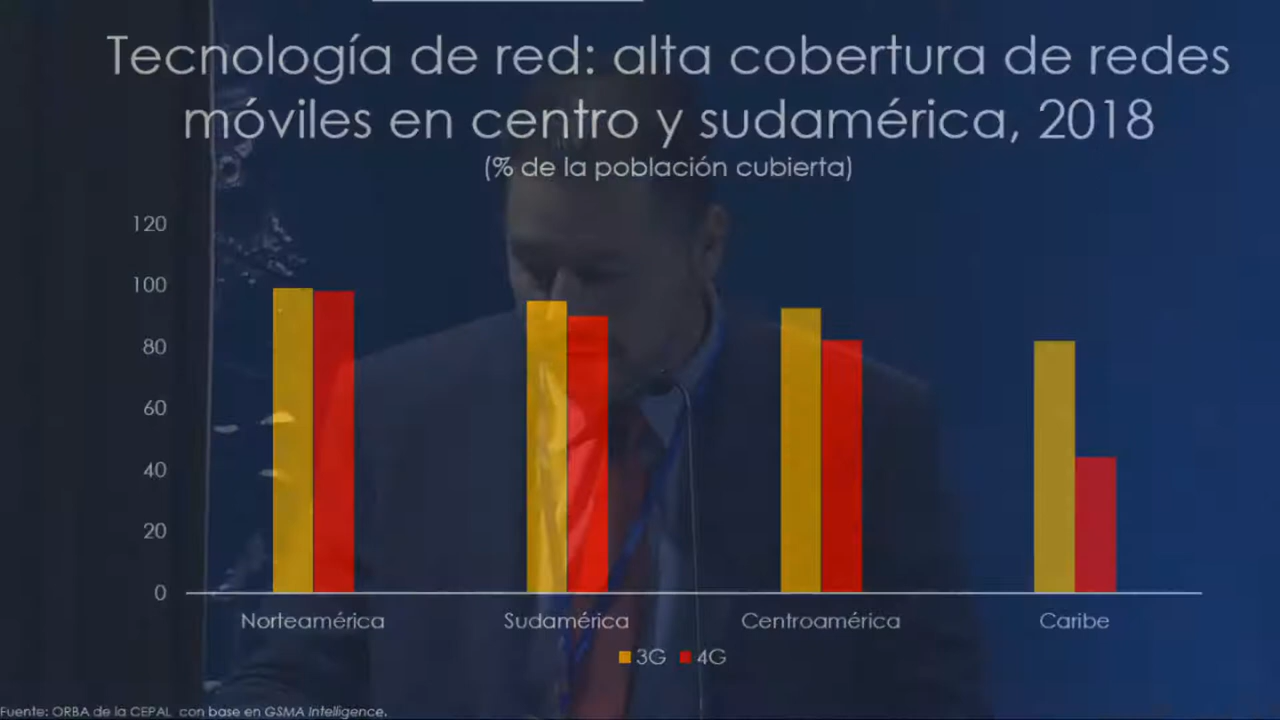 Tecnología de red: alta cobertura de redes
móviles en centro y sudamérica, 2018
(% de la población cubierta)
120
100
80
60
40
20
0
Norteamérica Sudamérica Centroamérica Caribe
3G 4G
Fuente: ORBA de la CEPAL con base en GSMA Intelligence.